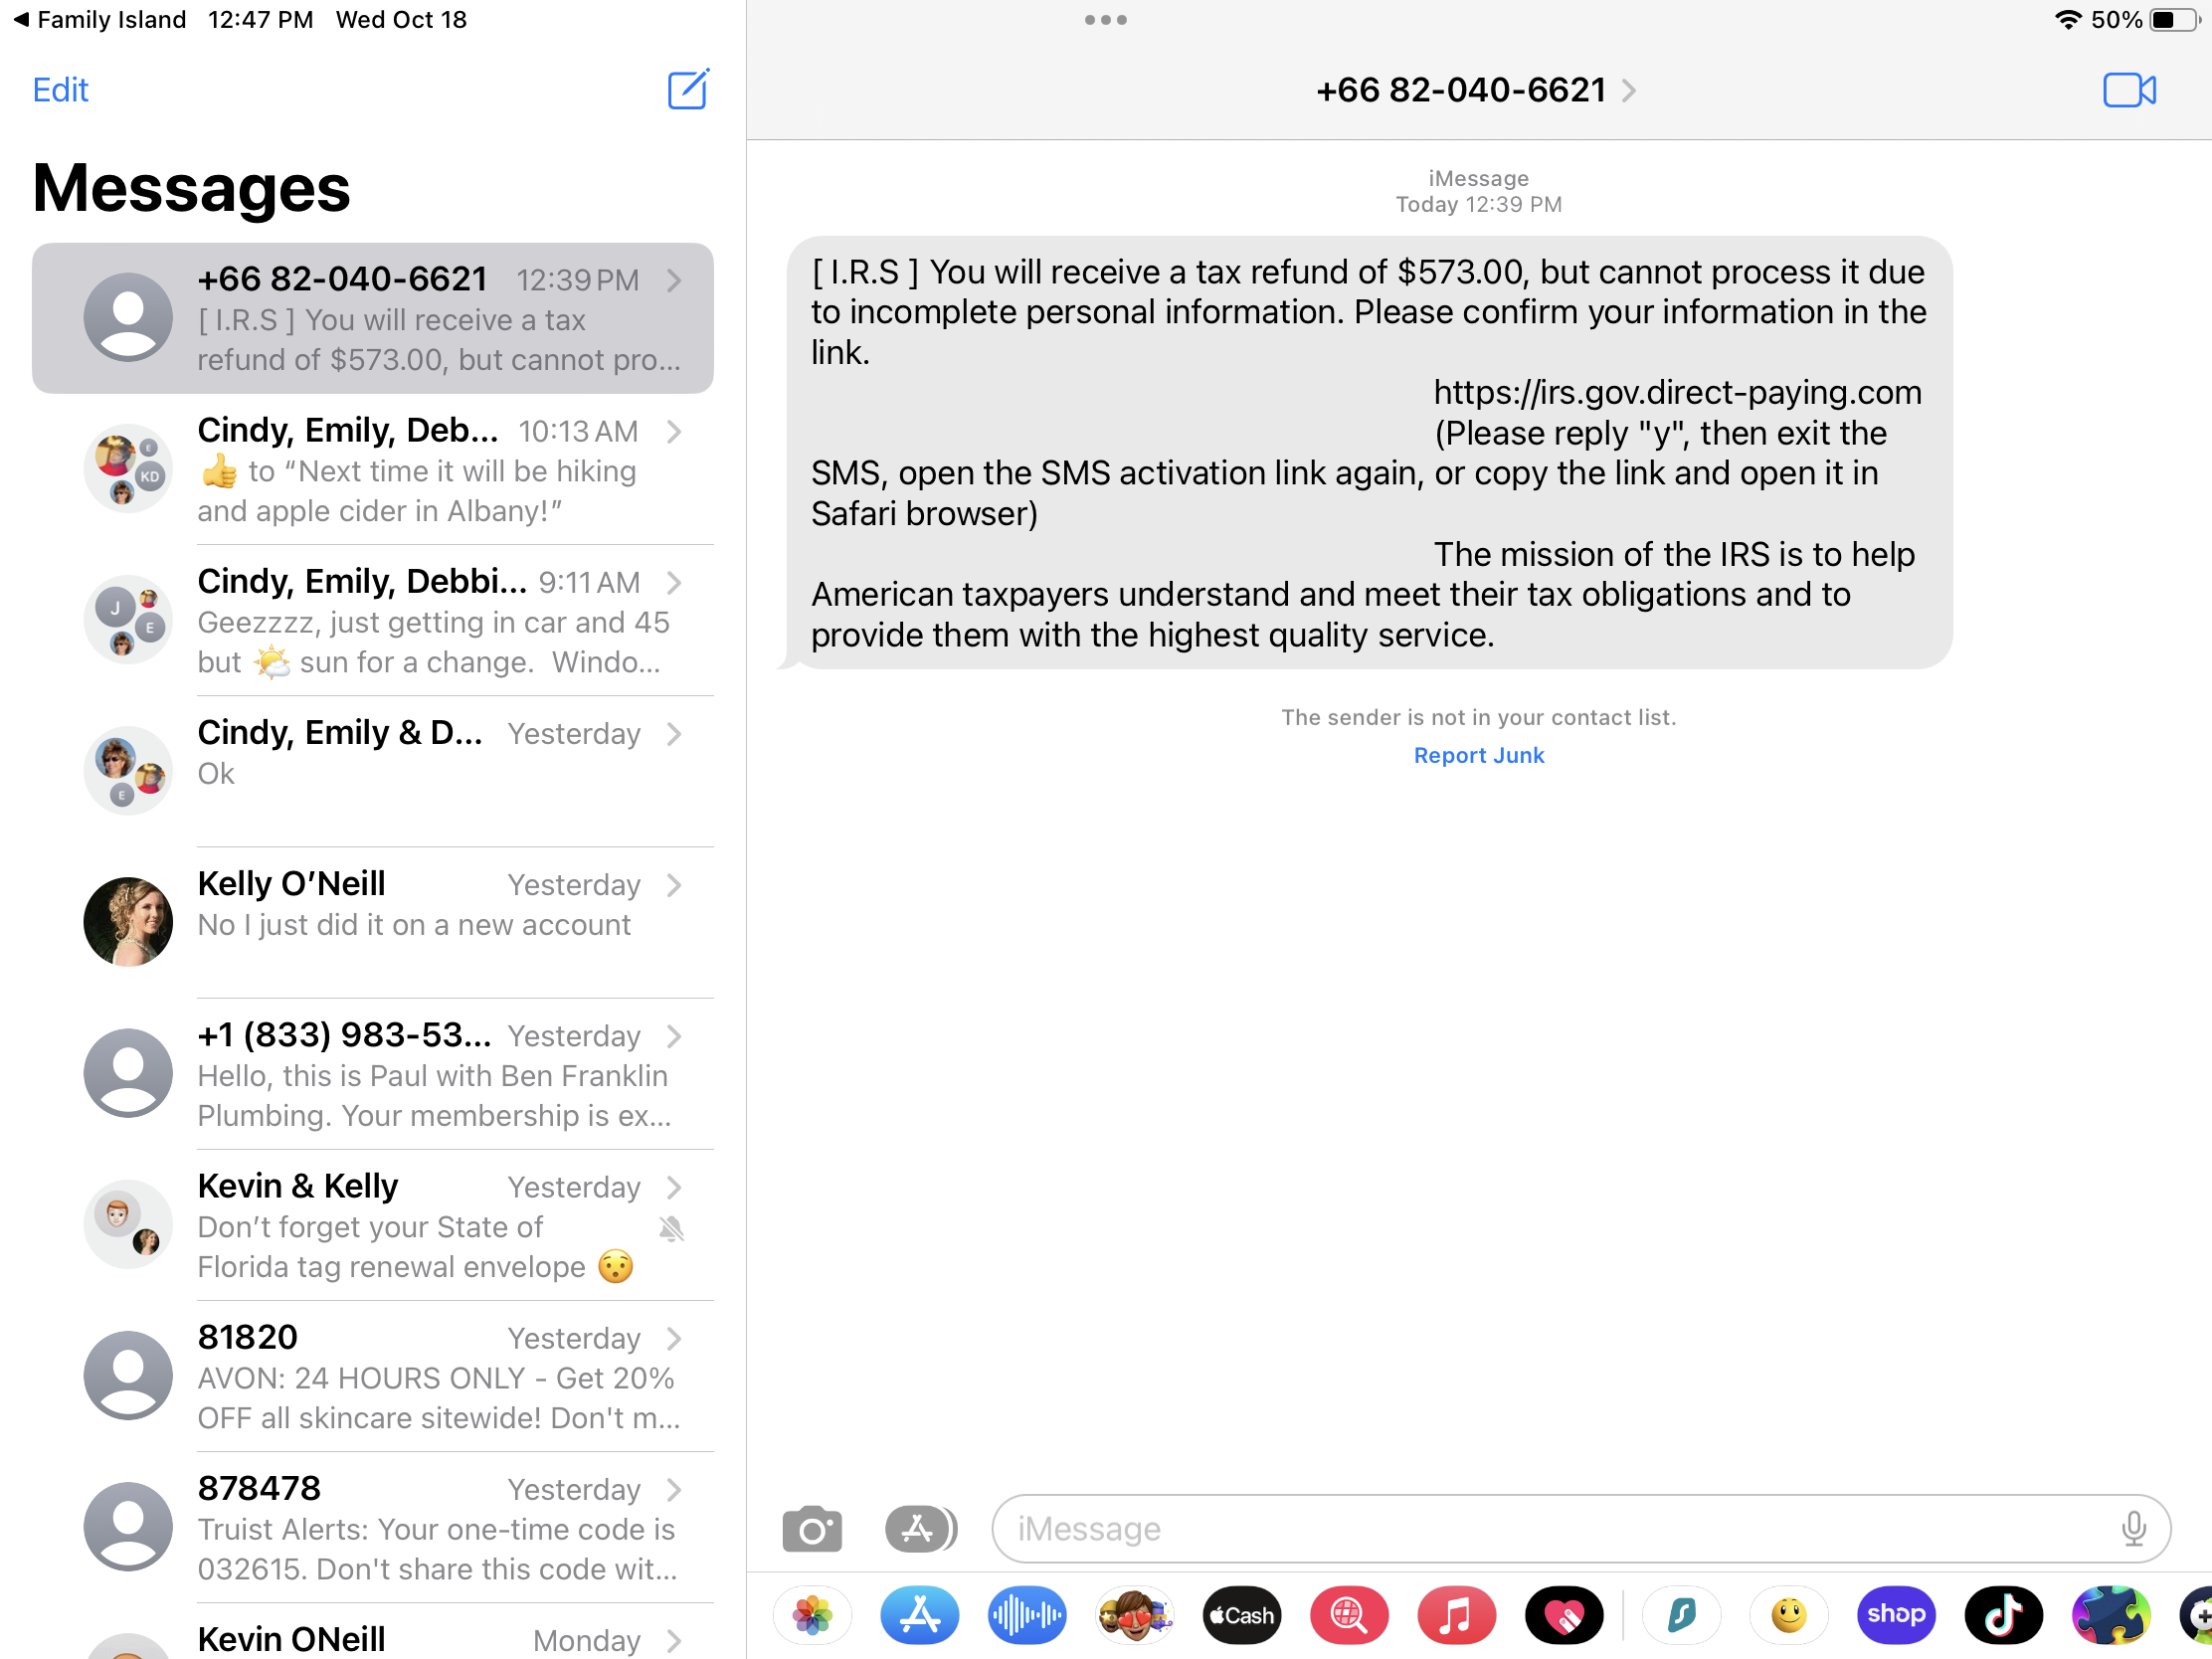 ◀ Family Island 12:47 PM Wed Oct 18
50%
Edit
Messages
+66 82-040-6621 12:39 PM
[ I.R.S ] You will receive a tax
refund of $573.00, but cannot pro...
Cindy, Emily, Deb... 10:13 AM
👍 to “Next time it will be hiking
and apple cider in Albany!”
E
KD
Cindy, Emily, Debbi... 9:11 AM
Geezzzz, just getting in car and 45
but 🌤️ sun for a change. Windo...
J
E
Cindy, Emily & D... Yesterday
Ok
E
Kelly O’Neill Yesterday
No I just did it on a new account
+1 (833) 983-53... Yesterday
Hello, this is Paul with Ben Franklin
Plumbing. Your membership is ex...
Kevin & Kelly Yesterday
Don’t forget your State of
Florida tag renewal envelope 😯
81820 Yesterday
AVON: 24 HOURS ONLY - Get 20%
OFF all skincare sitewide! Don't m...
878478 Yesterday
Truist Alerts: Your one-time code is
032615. Don't share this code wit...
Kevin ONeill Monday
+66 82-040-6621
iMessage
Today 12:39 PM
[ I.R.S ] You will receive a tax refund of $573.00, but cannot process it due
to incomplete personal information. Please confirm your information in the
link.
https://irs.gov.direct-paying.com
(Please reply "y", then exit the
SMS, open the SMS activation link again, or copy the link and open it in
Safari browser)
The mission of the IRS is to help
American taxpayers understand and meet their tax obligations and to
provide them with the highest quality service.
The sender is not in your contact list.
Report Junk
iMessage
Cash
shop